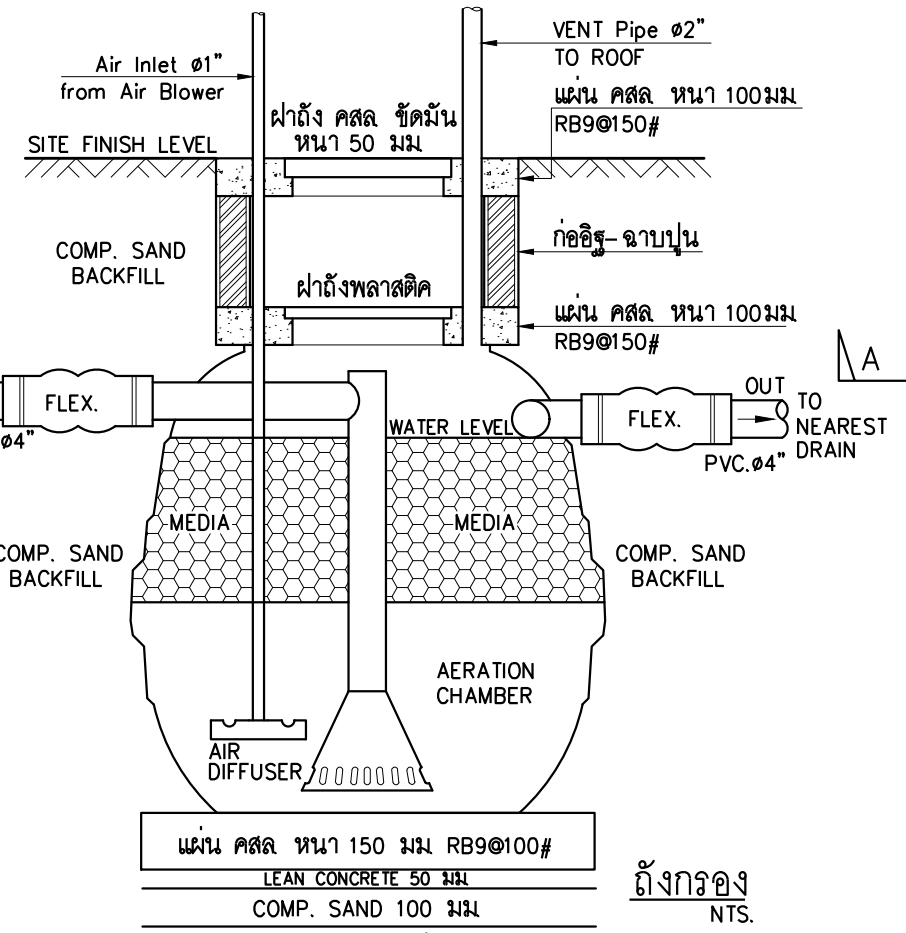 VENT Pipe ø2"
TO ROOF
Air Inlet ø1"
from Air Blower
แผ่น คสล หนา 100มม
RB9@150#
ฝาถัง คสล ขัดมัน
หนา 50 มม
SITE FINISH LEVEL
ก่ออิฐ-ฉาบปูน
COMP. SAND
BACKFILL
ฝาถังพลาสติค
แผ่น คสล หนา 100มม
RB9@150#
A
FLEX.
ø4"
WATER LEVEL
FLEX.
OUT
TO
NEAREST
DRAIN
PVC.ø4"
MEDIA
MEDIA
COMP. SAND
BACKFILL
COMP. SAND
BACKFILL
AERATION
CHAMBER
AIR
DIFFUSER
แผ่น คสล หนา 150 มม RB9@100#
LEAN CONCRETE 50 มม
COMP. SAND 100 มม
ถังกรอง
NTS.